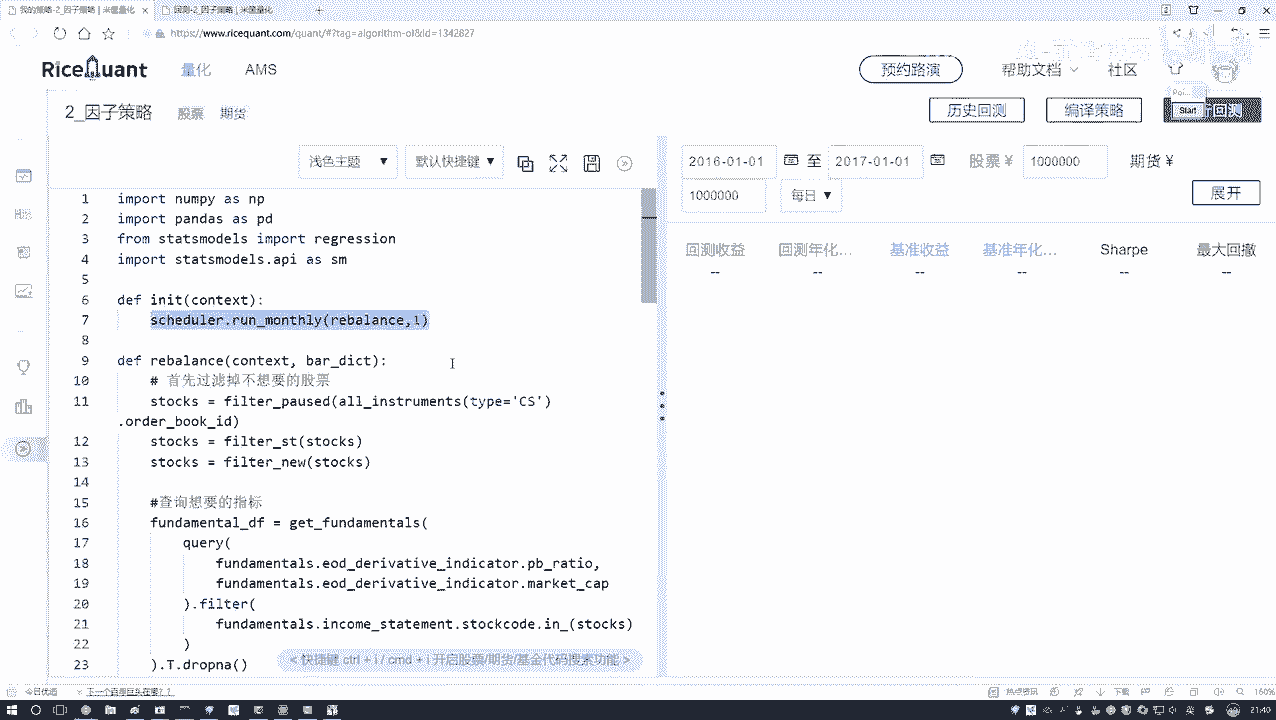 我的策略-2_因子策略 | 米筐量化
回测-2_因子策略 | 米筐量化
https://www.ricequant.com/quant/#?tag=algorithm-ol&id=1342827
RiceQuant 量化 AMS 预约路演 帮助文档 社区
2_因子策略 股票 期货 历史回测 编译策略 Start 回测
浅色主题 ▼ 默认快捷键 ▼
2016-01-01 至 2017-01-01 股票 ¥ 1000000 期货 ¥
1000000 每日 ▼ 展开
回测收益 回测年化... 基准收益 基准年化... Sharpe 最大回撤
-- -- -- -- -- --
1 import numpy as np
2 import pandas as pd
3 from statsmodels import regression
4 import statsmodels.api as sm
5
6 def init(context):
7 scheduler.run_monthly(rebalance,1)
8
9 def rebalance(context, bar_dict):
10 # 首先过滤掉不想要的股票
11 stocks = filter_paused(all_instruments(type='CS')
.order_book_id)
12 stocks = filter_st(stocks)
13 stocks = filter_new(stocks)
14
15 #查询想要的指标
16 fundamental_df = get_fundamentals(
17 query(
18 fundamentals.eod_derivative_indicator.pb_ratio,
19 fundamentals.eod_derivative_indicator.market_cap
20 ).filter(
21 fundamentals.income_statement.stockcode.in_(stocks)
22 )
23 ).T.dropna()
< 快捷键 ctrl + i / cmd + i 开启股票/期货/基金代码搜索功能 >
今日优选 热点资讯 下载 160%
21:40